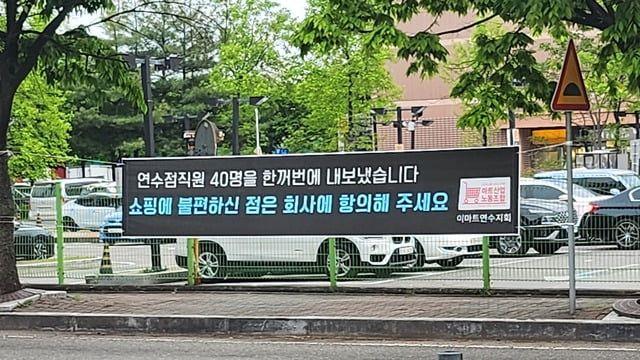 연수점직원 40명을 한꺼번에 내보냈습니다
쇼핑에 불편하신 점은 회사에 항의해 주세요
마트산업
노동조합
이마트연수지회